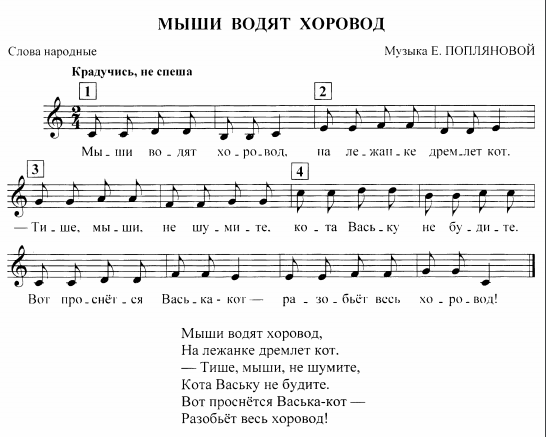 МЫШИ ВОДЯТ ХОРОВОД
Слова народные
Музыка Е. ПОПЛЯНОВОЙ
Крадучись, не спеша
1
2
2
4
Мы - ши во - дят хо - ро - вод, на ле - жан - ке дрем - лет кот.
3
4
— Ти - ше, мы - ши, не шу - ми - те, ко - та Вась - ку не бу - ди - те.
Вот про - снёт - ся Вась - ка - кот — ра - зо - бьёт весь хо - ро - вод!
Мыши водят хоровод,
На лежанке дремлет кот.
— Тише, мыши, не шумите,
Кота Ваську не будите.
Вот проснётся Васька-кот —
Разобьёт весь хоровод!